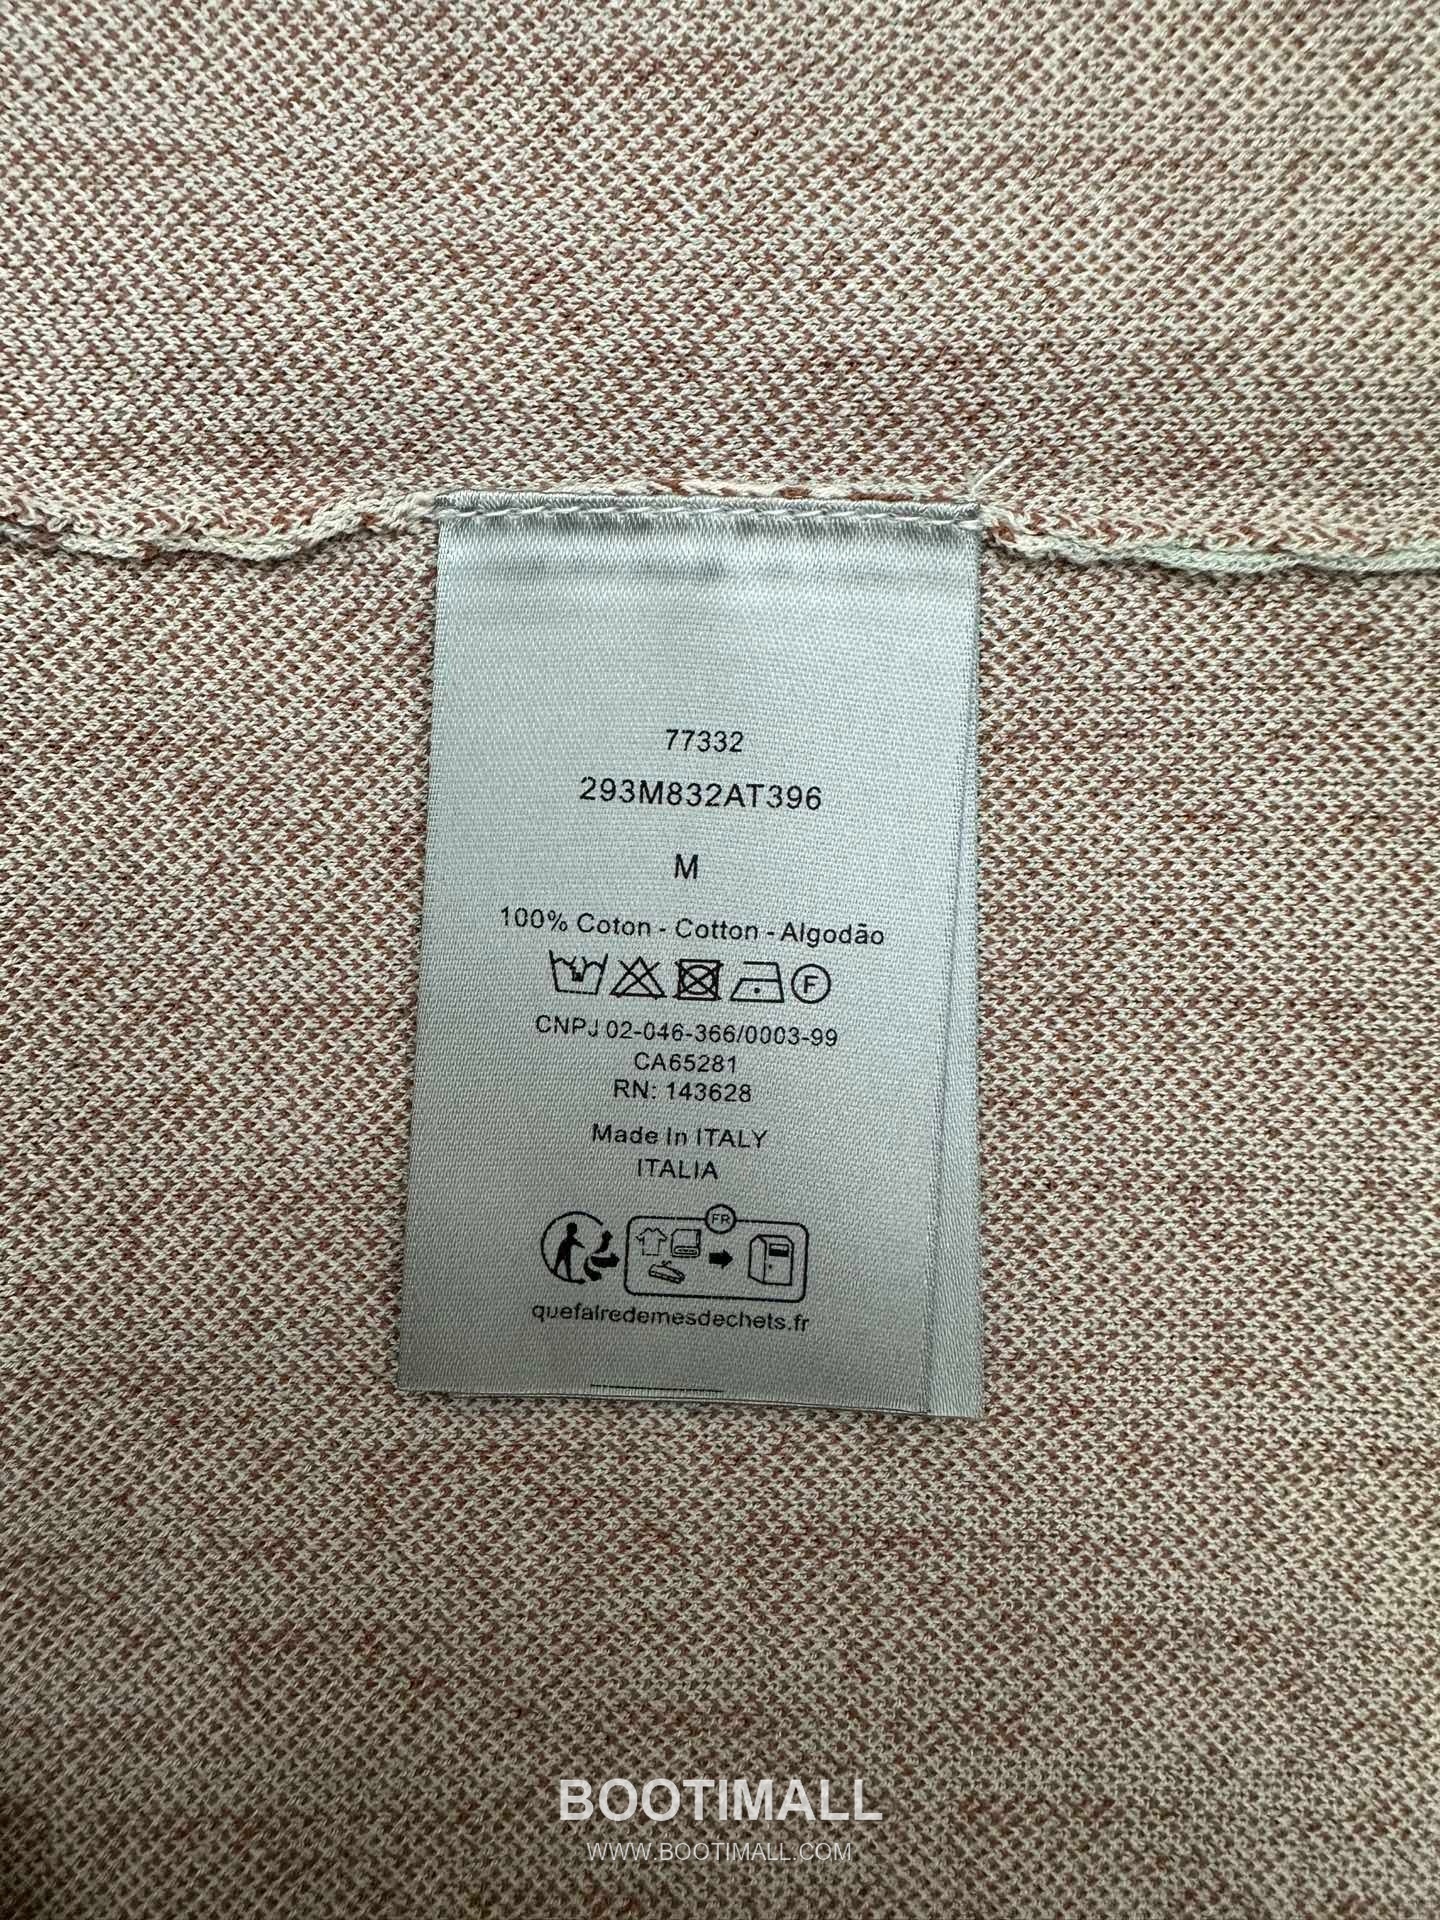 77332
293M832AT396
M
100% Coton - Cotton - Algodão
F
CNPJ 02-046-366/0003-99
CA65281
RN: 143628
Made In ITALY
ITALIA
FR
quefairedemesdechets.fr
BOOTIMALL
WWW.BOOTIMALL.COM